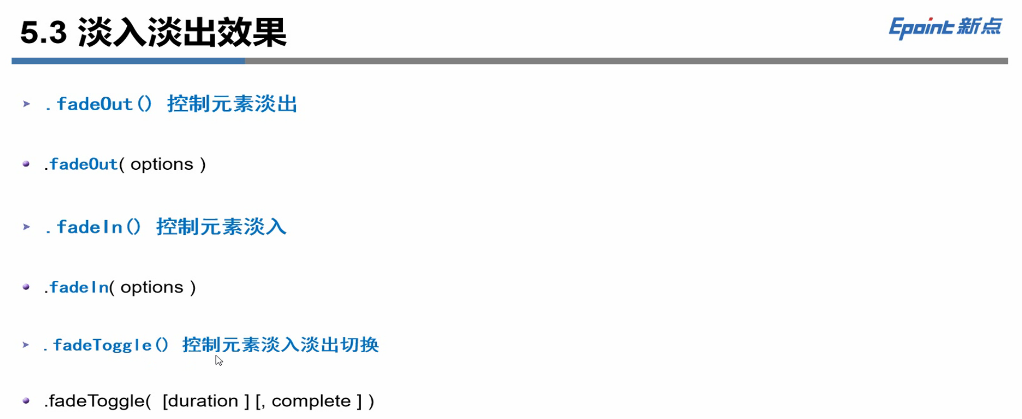 5.3 淡入淡出效果
Epoint 新点
.fadeOut() 控制元素淡出
.fadeOut( options )
.fadeIn() 控制元素淡入
.fadeIn( options )
.fadeToggle() 控制元素淡入淡出切换
.fadeToggle( [duration ] [, complete ] )